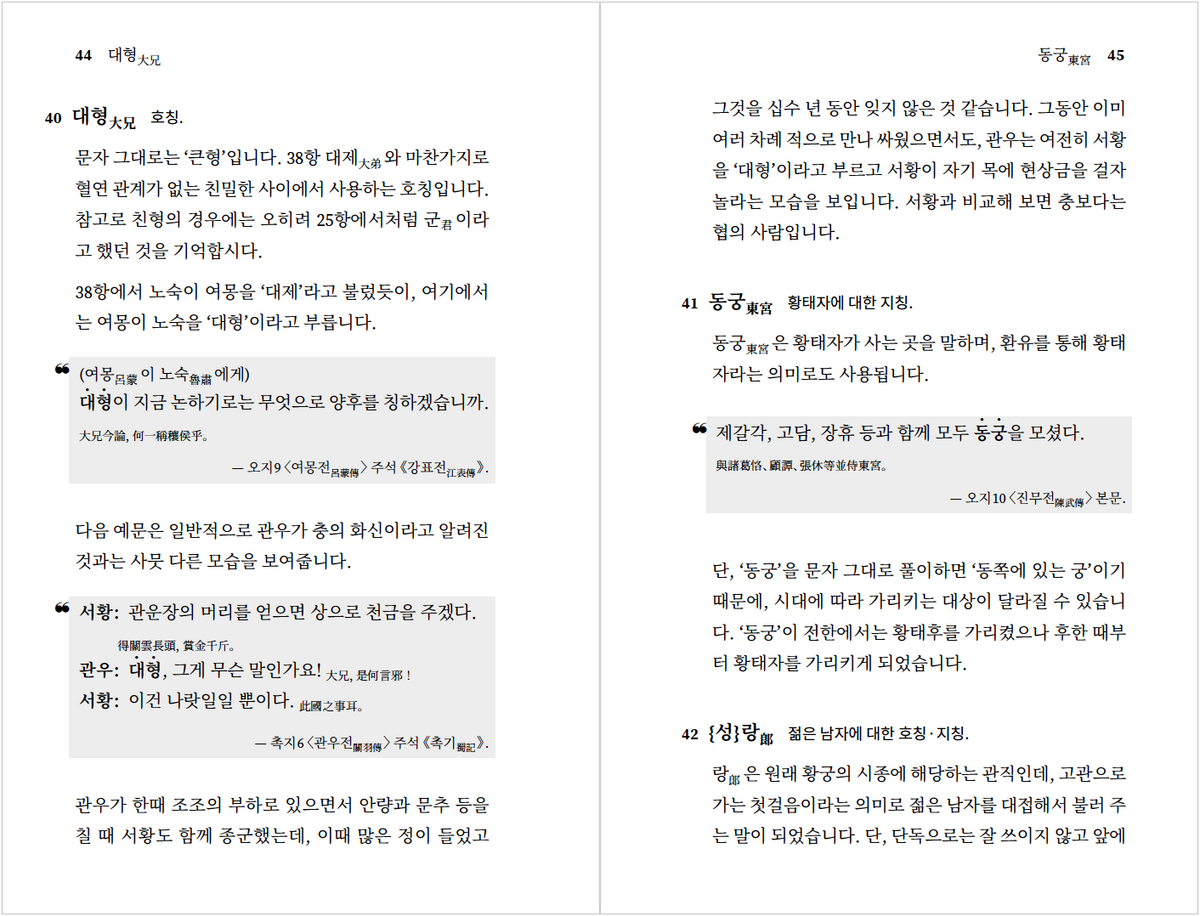 44 대형大兄
40 대형大兄 호칭.
문자 그대로는 ‘큰형’입니다. 38항 대제大弟와 마찬가지로
혈연 관계가 없는 친밀한 사이에서 사용하는 호칭입니다.
참고로 친형의 경우에는 오히려 25항에서처럼 군君이라
고 했던 것을 기억합시다.
38항에서 노숙이 여몽을 ‘대제’라고 불렀듯이, 여기에서
는 여몽이 노숙을 ‘대형’이라고 부릅니다.
❝ (여몽呂蒙이 노숙魯肅에게)
대형이 지금 논하기로는 무엇으로 양후를 칭하겠습니까.
大兄今論, 何一稱穰侯乎。
— 오지9 〈여몽전呂蒙傳〉 주석 《강표전江表傳》.
다음 예문은 일반적으로 관우가 충의 화신이라고 알려진
것과는 사뭇 다른 모습을 보여줍니다.
❝ 서황: 관운장의 머리를 얻으면 상으로 천금을 주겠다.
得關雲長頭, 賞金千斤。
관우: 대형, 그게 무슨 말인가요! 大兄, 是何言邪！
서황: 이건 나랏일일 뿐이다. 此國之事耳。
— 촉지6 〈관우전關羽傳〉 주석 《촉기蜀記》.
관우가 한때 조조의 부하로 있으면서 안량과 문추 등을
칠 때 서황도 함께 종군했는데, 이때 많은 정이 들었고
동궁東宮 45
그것을 십수 년 동안 잊지 않은 것 같습니다. 그동안 이미
여러 차례 적으로 만나 싸웠으면서도, 관우는 여전히 서황
을 ‘대형’이라고 부르고 서황이 자기 목에 현상금을 걸자
놀라는 모습을 보입니다. 서황과 비교해 보면 충보다는
협의 사람입니다.
41 동궁東宮 황태자에 대한 지칭.
동궁東宮은 황태자가 사는 곳을 말하며, 환유를 통해 황태
자라는 의미로도 사용됩니다.
❝ 제갈각, 고담, 장휴 등과 함께 모두 동궁을 모셨다.
與諸葛恪、顧譚、張休等並侍東宮。
— 오지10 〈진무전陳武傳〉 본문.
단, ‘동궁’을 문자 그대로 풀이하면 ‘동쪽에 있는 궁’이기
때문에, 시대에 따라 가리키는 대상이 달라질 수 있습니
다. ‘동궁’이 전한에서는 황태후를 가리켰으나 후한 때부
터 황태자를 가리키게 되었습니다.
42 {성}랑郞 젊은 남자에 대한 호칭·지칭.
랑郞은 원래 황궁의 시종에 해당하는 관직인데, 고관으로
가는 첫걸음이라는 의미로 젊은 남자를 대접해서 불러 주
는 말이 되었습니다. 단, 단독으로는 잘 쓰이지 않고 앞에